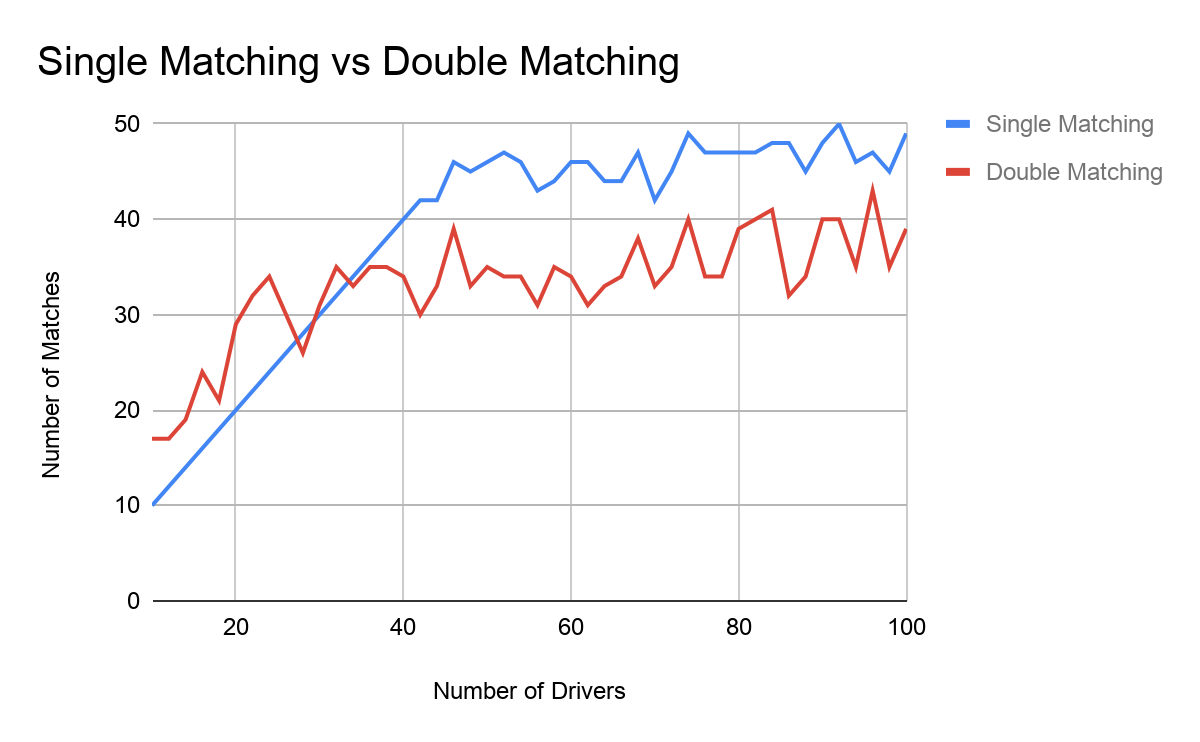 Single Matching vs Double Matching
Single Matching
Double Matching
Number of Matches
50
40
30
20
10
0
20 40 60 80 100
Number of Drivers